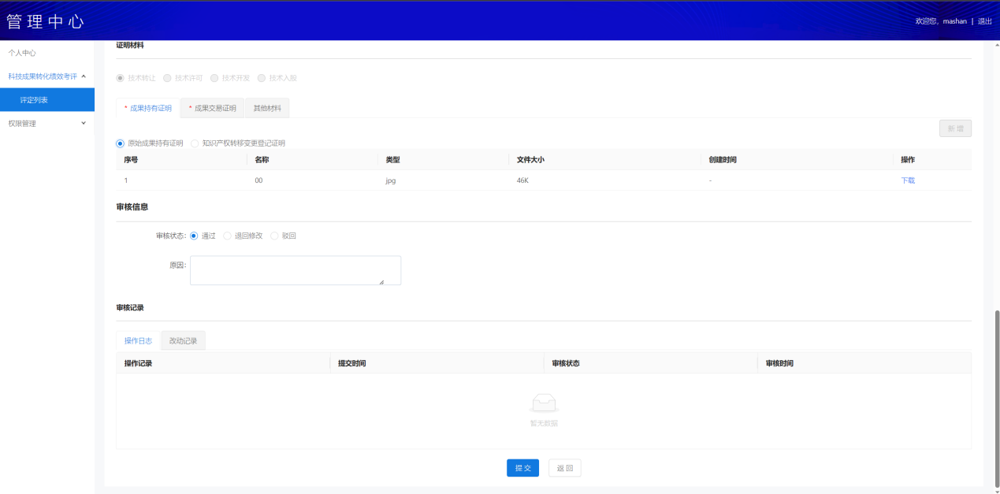 管理中心
欢迎您，mashan | 退出
个人中心
科技成果转化绩效考评
评定列表
权限管理
证明材料
技术转让 技术许可 技术开发 技术入股
* 成果持有证明 * 成果交易证明 其他材料
新 增
原始成果持有证明 知识产权转移变更登记证明
序号 名称 类型 文件大小 创建时间 操作
1 00 jpg 46K - 下载
审核信息
审核状态: 通过 退回修改 驳回
原因:
审核记录
操作日志 改动记录
操作记录 提交时间 审核状态 审核时间
暂无数据
提 交 返 回